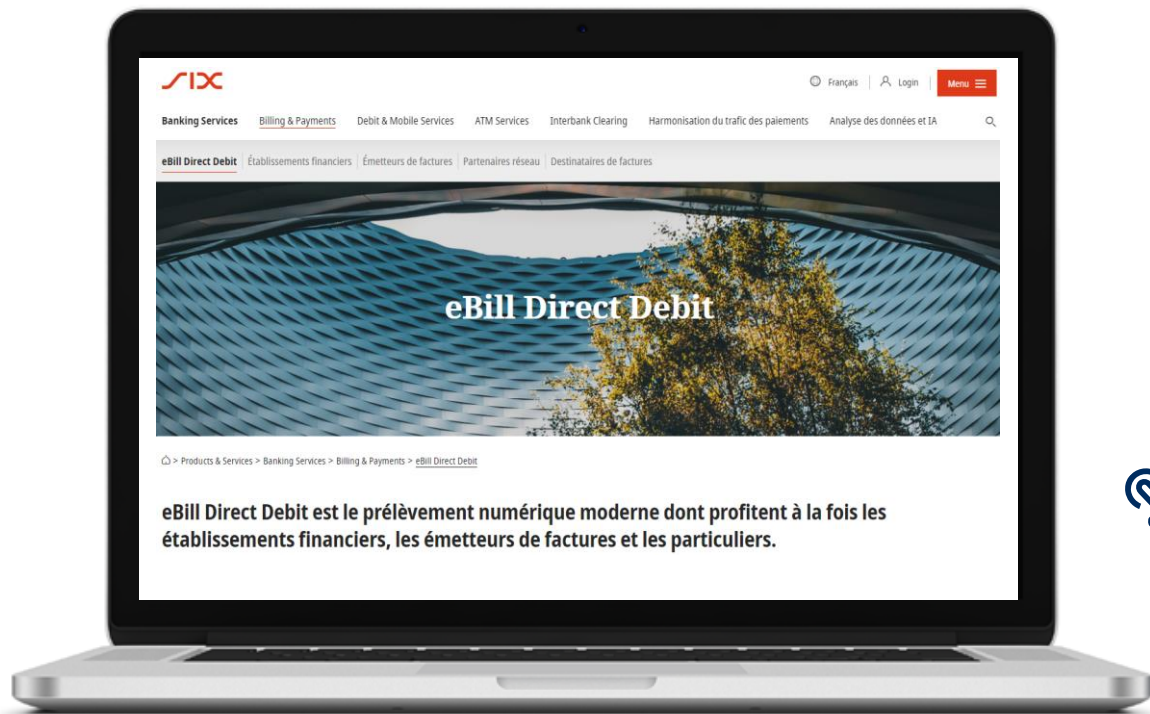 SIX
Français
Login
Menu
Banking Services Billing & Payments Debit & Mobile Services ATM Services Interbank Clearing Harmonisation du trafic des paiements Analyse des données et IA
eBill Direct Debit Établissements financiers Émetteurs de factures Partenaires réseau Destinataires de factures
eBill Direct Debit
> Products & Services > Banking Services > Billing & Payments > eBill Direct Debit
eBill Direct Debit est le prélèvement numérique moderne dont profitent à la fois les
établissements financiers, les émetteurs de factures et les particuliers.